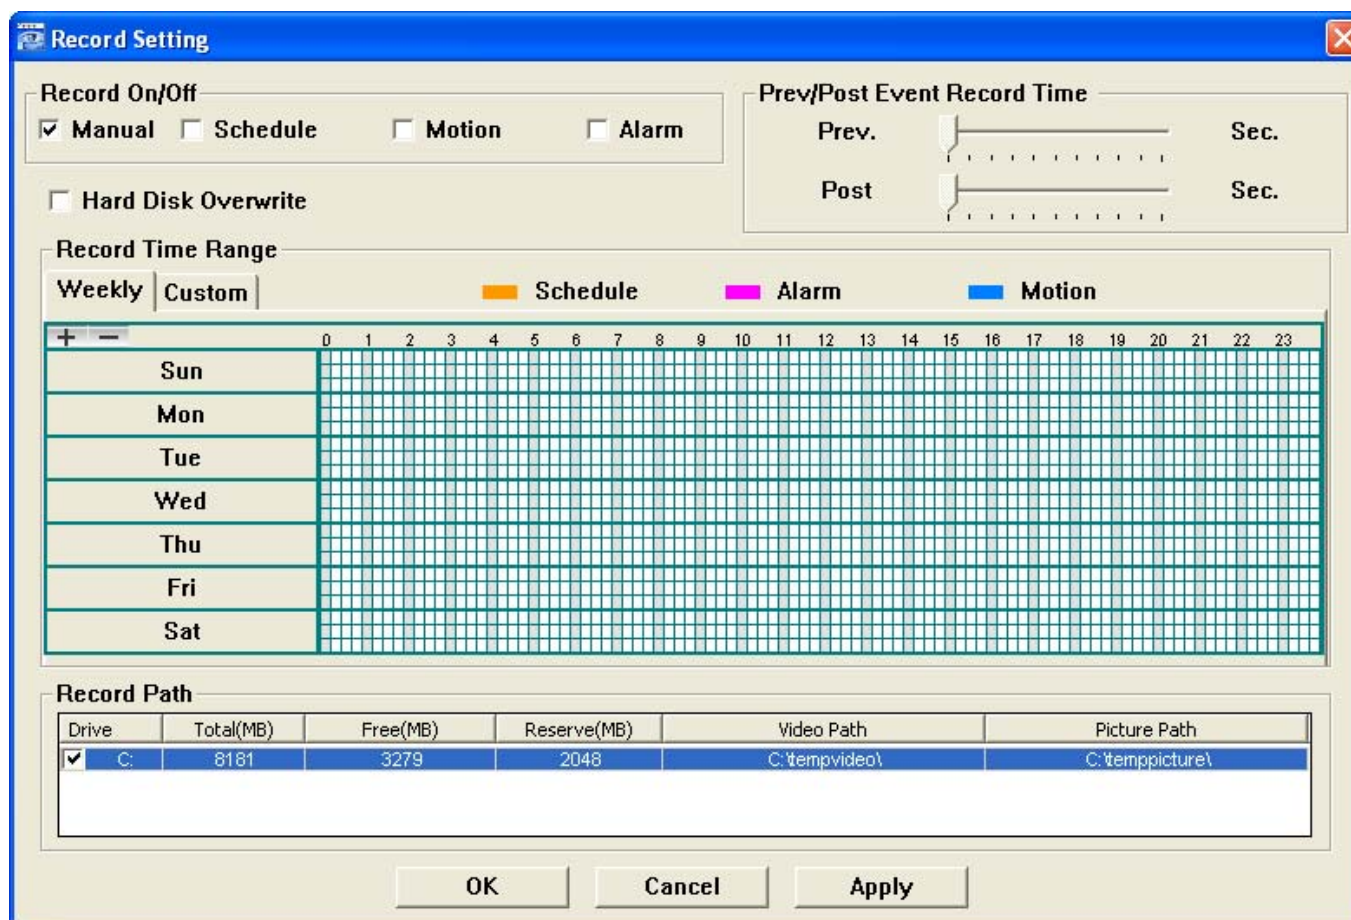 Record Setting
Record On/Off
Manual Schedule Motion Alarm
Prev/Post Event Record Time
Prev. Sec.
Post Sec.
Hard Disk Overwrite
Record Time Range
Weekly Custom Schedule Alarm Motion
+ − 0 1 2 3 4 5 6 7 8 9 10 11 12 13 14 15 16 17 18 19 20 21 22 23
Sun
Mon
Tue
Wed
Thu
Fri
Sat
Record Path
Drive Total(MB) Free(MB) Reserve(MB) Video Path Picture Path
C: 8181 3279 2048 C:\tempvideo\ C:\temppicture\
OK Cancel Apply